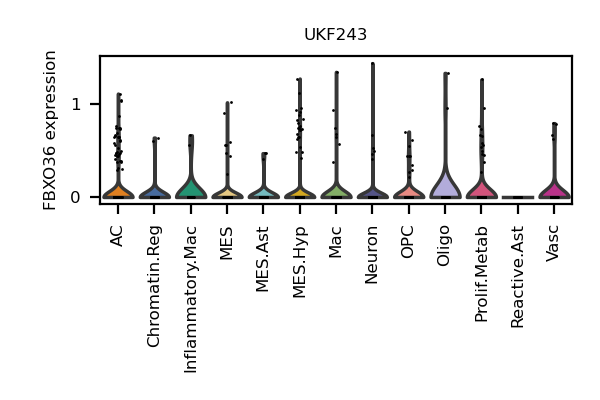 UKF243
FBXO36 expression
1
0
AC
Chromatin.Reg
Inflammatory.Mac
MES
MES.Ast
MES.Hyp
Mac
Neuron
OPC
Oligo
Prolif.Metab
Reactive.Ast
Vasc